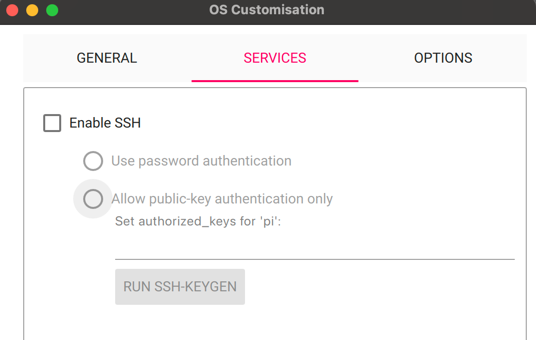 OS Customisation
GENERAL
SERVICES
OPTIONS
Enable SSH
Use password authentication
Allow public-key authentication only
Set authorized_keys for 'pi':
RUN SSH-KEYGEN